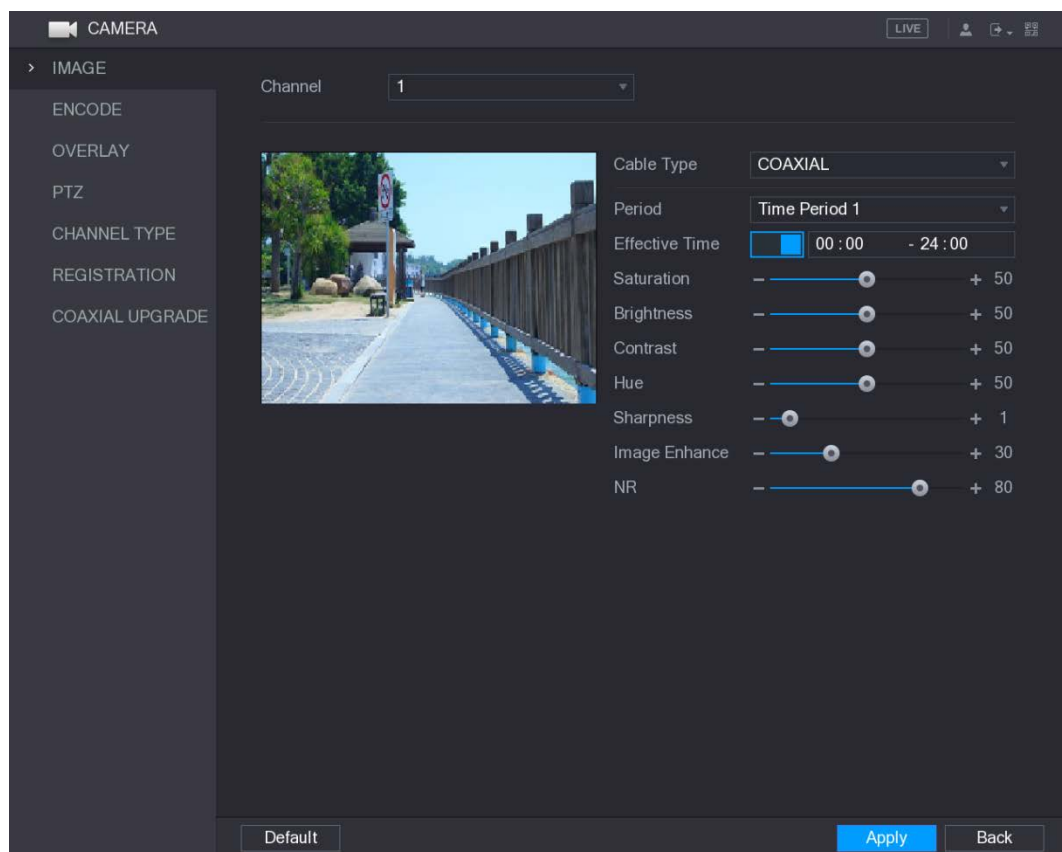 CAMERA
LIVE
IMAGE
ENCODE
OVERLAY
PTZ
CHANNEL TYPE
REGISTRATION
COAXIAL UPGRADE
Channel 1
Cable Type COAXIAL
Period Time Period 1
Effective Time 00 : 00 - 24 : 00
Saturation 50
Brightness 50
Contrast 50
Hue 50
Sharpness 1
Image Enhance 30
NR 80
Default
Apply
Back